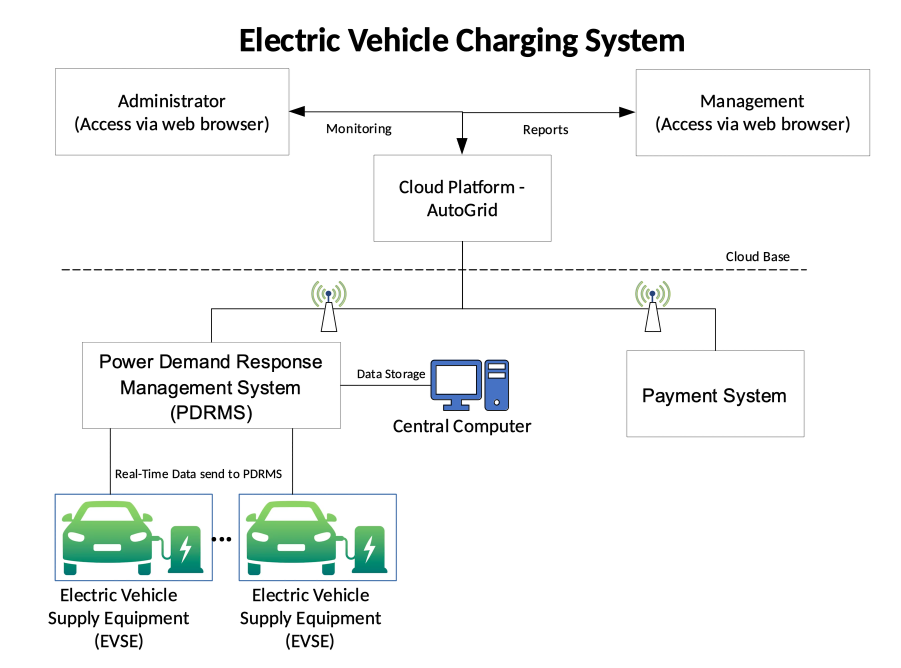 Electric Vehicle Charging System
Administrator
(Access via web browser)
Management
(Access via web browser)
Monitoring
Reports
Cloud Platform -
AutoGrid
Cloud Base
Power Demand Response
Management System
(PDRMS)
Data Storage
Central Computer
Payment System
Real-Time Data send to PDRMS
Electric Vehicle
Supply Equipment
(EVSE)
Electric Vehicle
Supply Equipment
(EVSE)